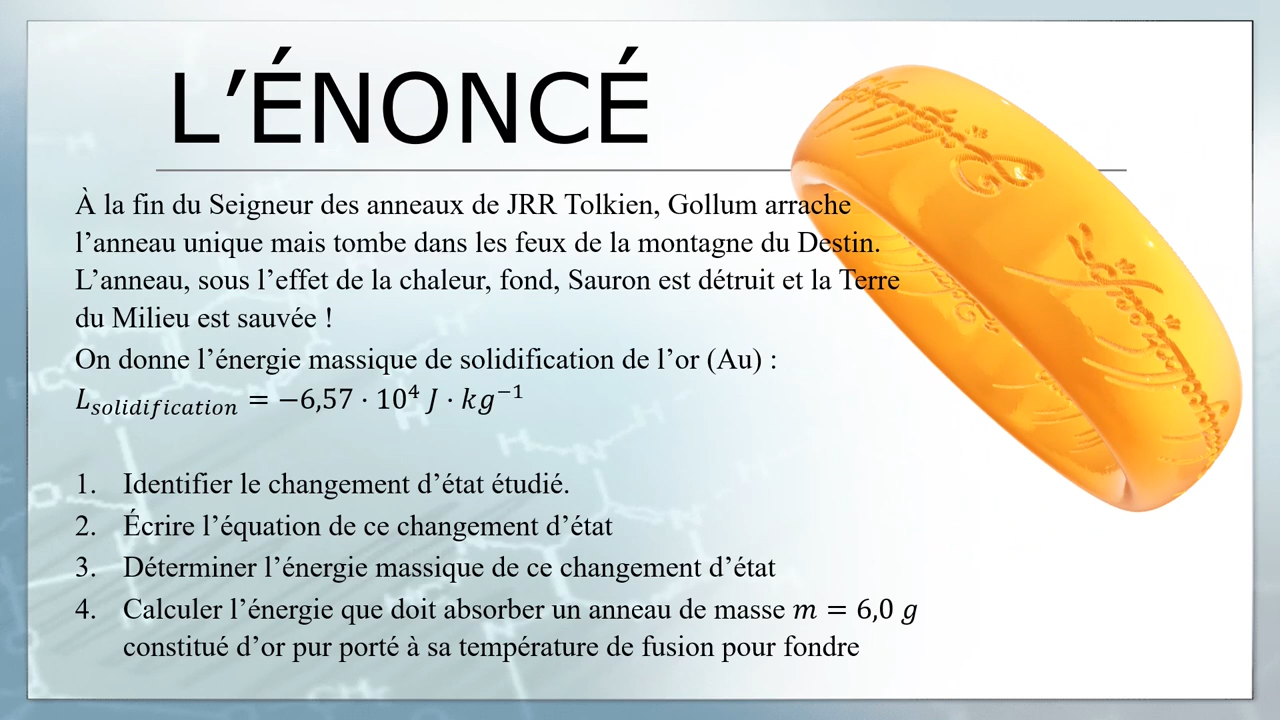 L’ÉNONCÉ
À la fin du Seigneur des anneaux de JRR Tolkien, Gollum arrache
l’anneau unique mais tombe dans les feux de la montagne du Destin.
L’anneau, sous l’effet de la chaleur, fond, Sauron est détruit et la Terre
du Milieu est sauvée !
On donne l’énergie massique de solidification de l’or (Au) :
L_solidification = −6,57 · 10⁴ J · kg⁻¹
1. Identifier le changement d’état étudié.
2. Écrire l’équation de ce changement d’état
3. Déterminer l’énergie massique de ce changement d’état
4. Calculer l’énergie que doit absorber un anneau de masse m = 6,0 g
constitué d’or pur porté à sa température de fusion pour fondre